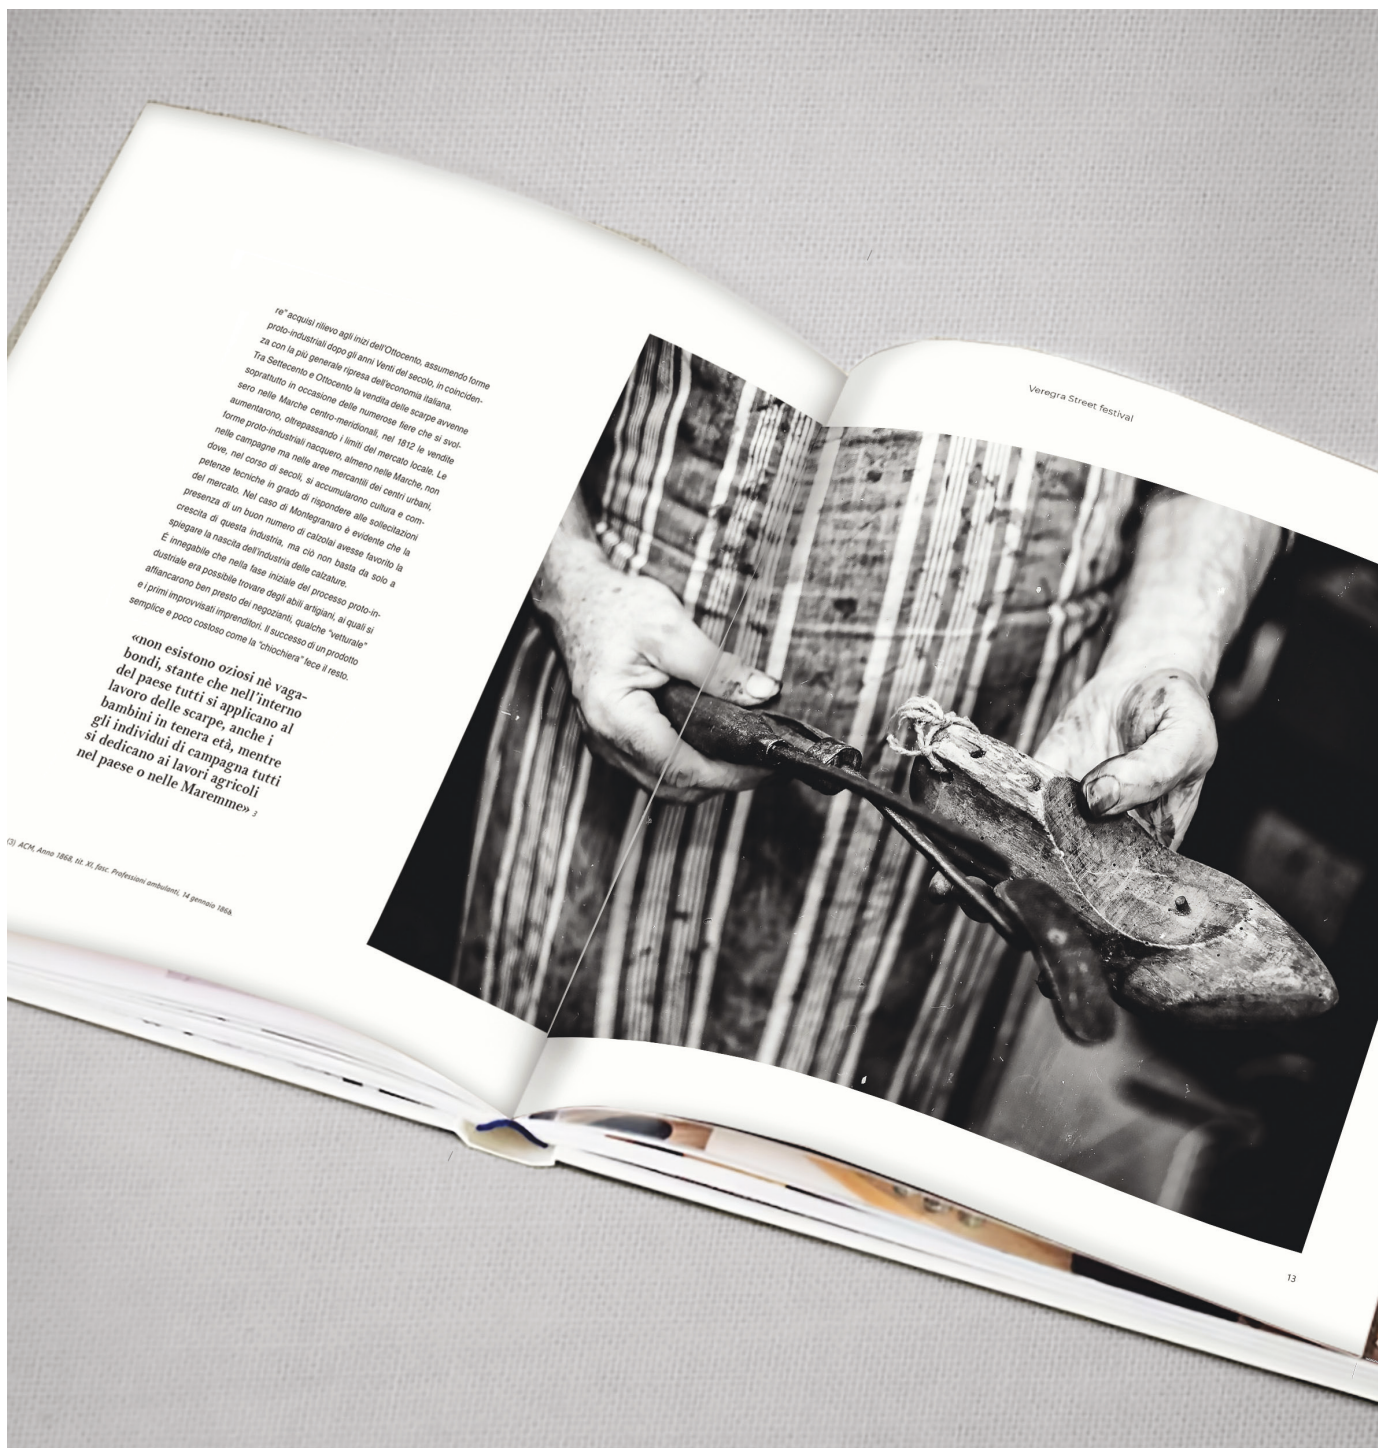 re" acquisì rilievo agli inizi dell'Ottocento, assumendo forme
proto-industriali dopo gli anni Venti del secolo, in coinciden-
za con la più generale ripresa dell'economia italiana.
Tra Settecento e Ottocento la vendita delle scarpe avvenne
soprattutto in occasione delle numerose fiere che si svol-
sero nelle Marche centro-meridionali, nel 1812 le vendite
aumentarono, oltrepassando i limiti del mercato locale. Le
forme proto-industriali nacquero, almeno nelle Marche, non
nelle campagne ma nelle aree mercantili dei centri urbani,
dove, nel corso di secoli, si accumularono cultura e com-
petenze tecniche in grado di rispondere alle sollecitazioni
del mercato. Nel caso di Montegranaro è evidente che la
presenza di un buon numero di calzolai avesse favorito la
crescita di questa industria, ma ciò non basta da solo a
spiegare la nascita dell'industria delle calzature.
É innegabile che nella fase iniziale del processo proto-in-
dustriale era possibile trovare degli abili artigiani, ai quali si
affiancarono ben presto dei negozianti, qualche "vetturale"
e i primi improvvisati imprenditori. Il successo di un prodotto
semplice e poco costoso come la "chiochiera" fece il resto.
«non esistono oziosi nè vaga-
bondi, stante che nell'interno
del paese tutti si applicano al
lavoro delle scarpe, anche i
bambini in tenera età, mentre
gli individui di campagna tutti
si dedicano ai lavori agricoli
nel paese o nelle Maremme» 3
(3) ACM, Anno 1868, tit. XI, fasc. Professioni ambulanti, 14 gennaio 1868.
Veregra Street festival
13